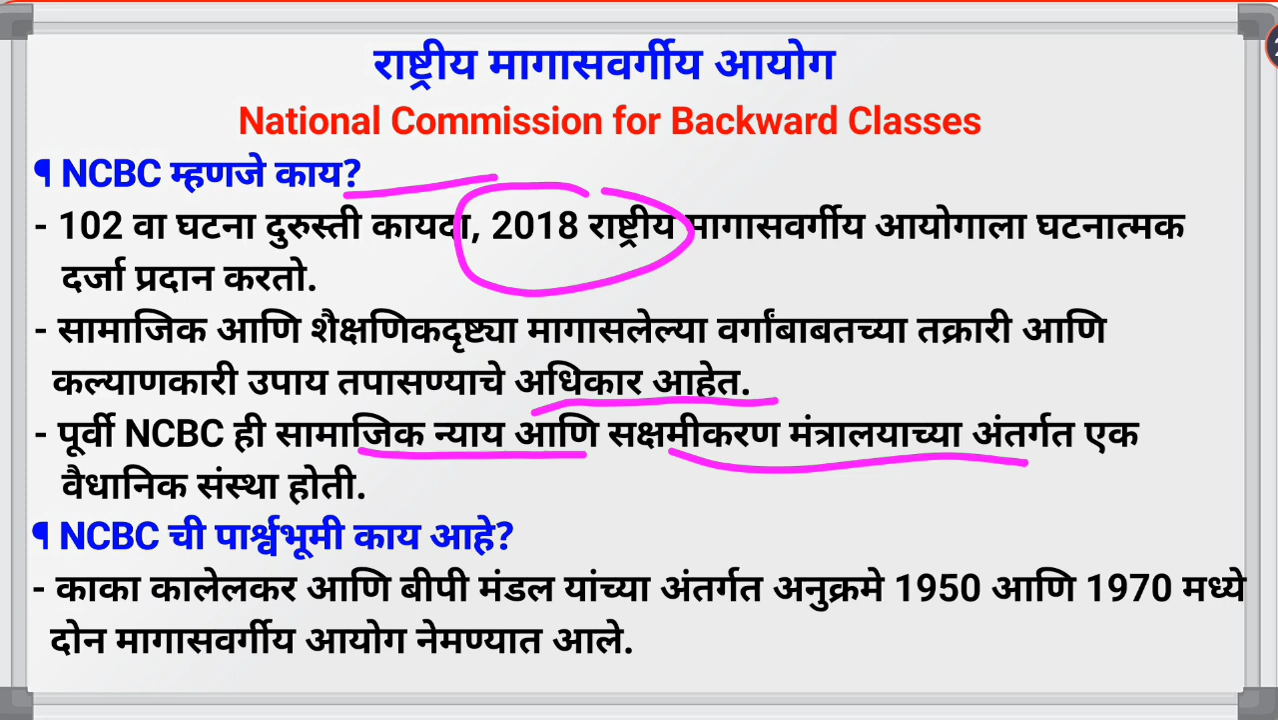 राष्ट्रीय मागासवर्गीय आयोग
National Commission for Backward Classes
¶ NCBC म्हणजे काय?
- 102 वा घटना दुरुस्ती कायदा, 2018 राष्ट्रीय मागासवर्गीय आयोगाला घटनात्मक
दर्जा प्रदान करतो.
- सामाजिक आणि शैक्षणिकदृष्ट्या मागासलेल्या वर्गांबाबतच्या तक्रारी आणि
कल्याणकारी उपाय तपासण्याचे अधिकार आहेत.
- पूर्वी NCBC ही सामाजिक न्याय आणि सक्षमीकरण मंत्रालयाच्या अंतर्गत एक
वैधानिक संस्था होती.
¶ NCBC ची पार्श्वभूमी काय आहे?
- काका कालेलकर आणि बीपी मंडल यांच्या अंतर्गत अनुक्रमे 1950 आणि 1970 मध्ये
दोन मागासवर्गीय आयोग नेमण्यात आले.